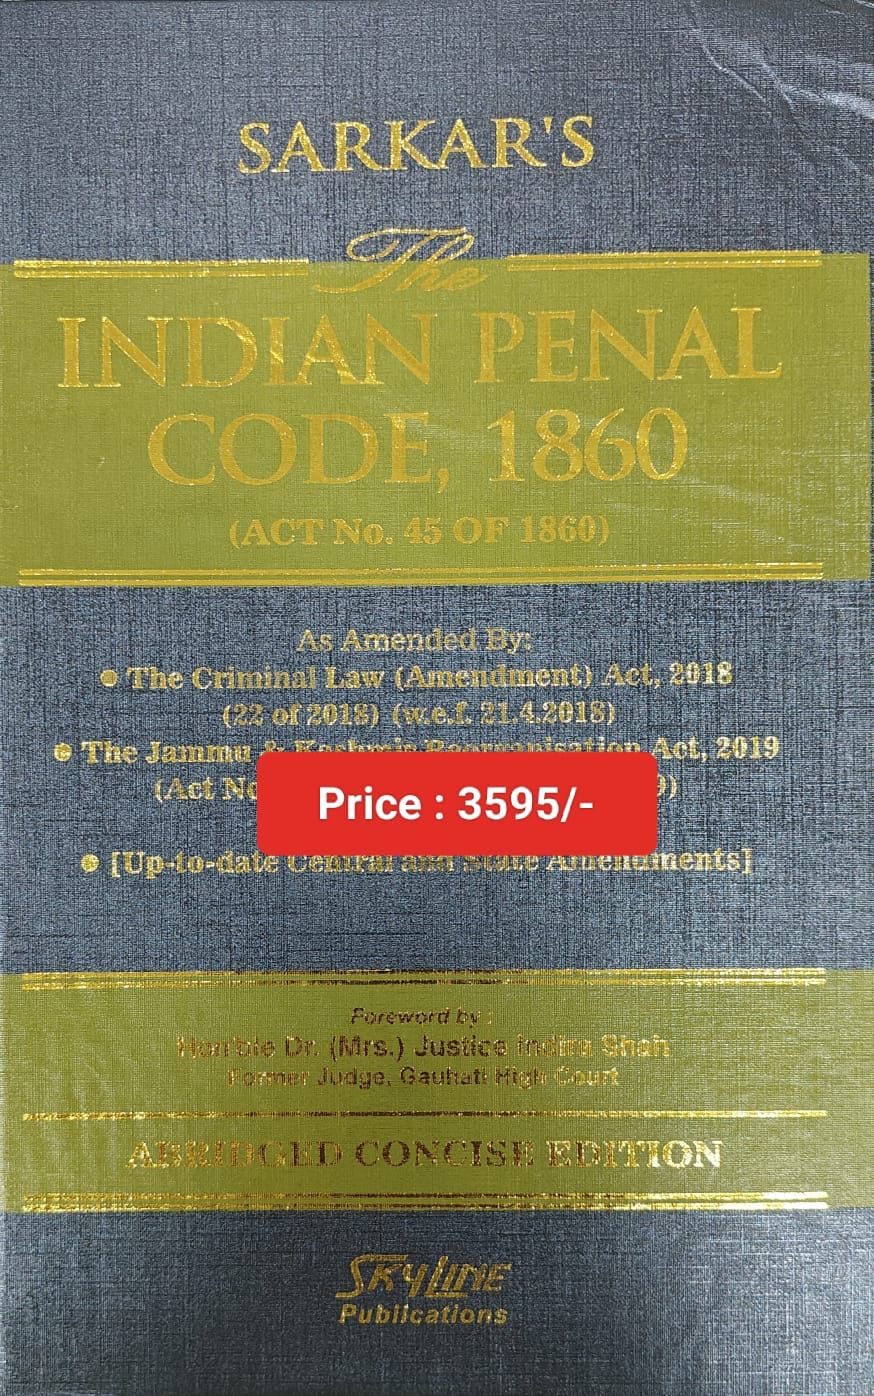 SARKAR'S
The
INDIAN PENAL
CODE, 1860
(ACT No. 45 OF 1860)
As Amended By:
● The Criminal Law (Amendment) Act, 2018
(22 of 2018) (w.e.f. 21.4.2018)
● The Jammu & Kashmir Reorganisation Act, 2019
(Act No 9)
Price : 3595/-
● [Up-to-date Central and State Amendments]
Foreword by :
Hon'ble Dr. (Mrs.) Justice Indira Shah
Former Judge, Gauhati High Court
ABRIDGED CONCISE EDITION
SKYLINE
Publications